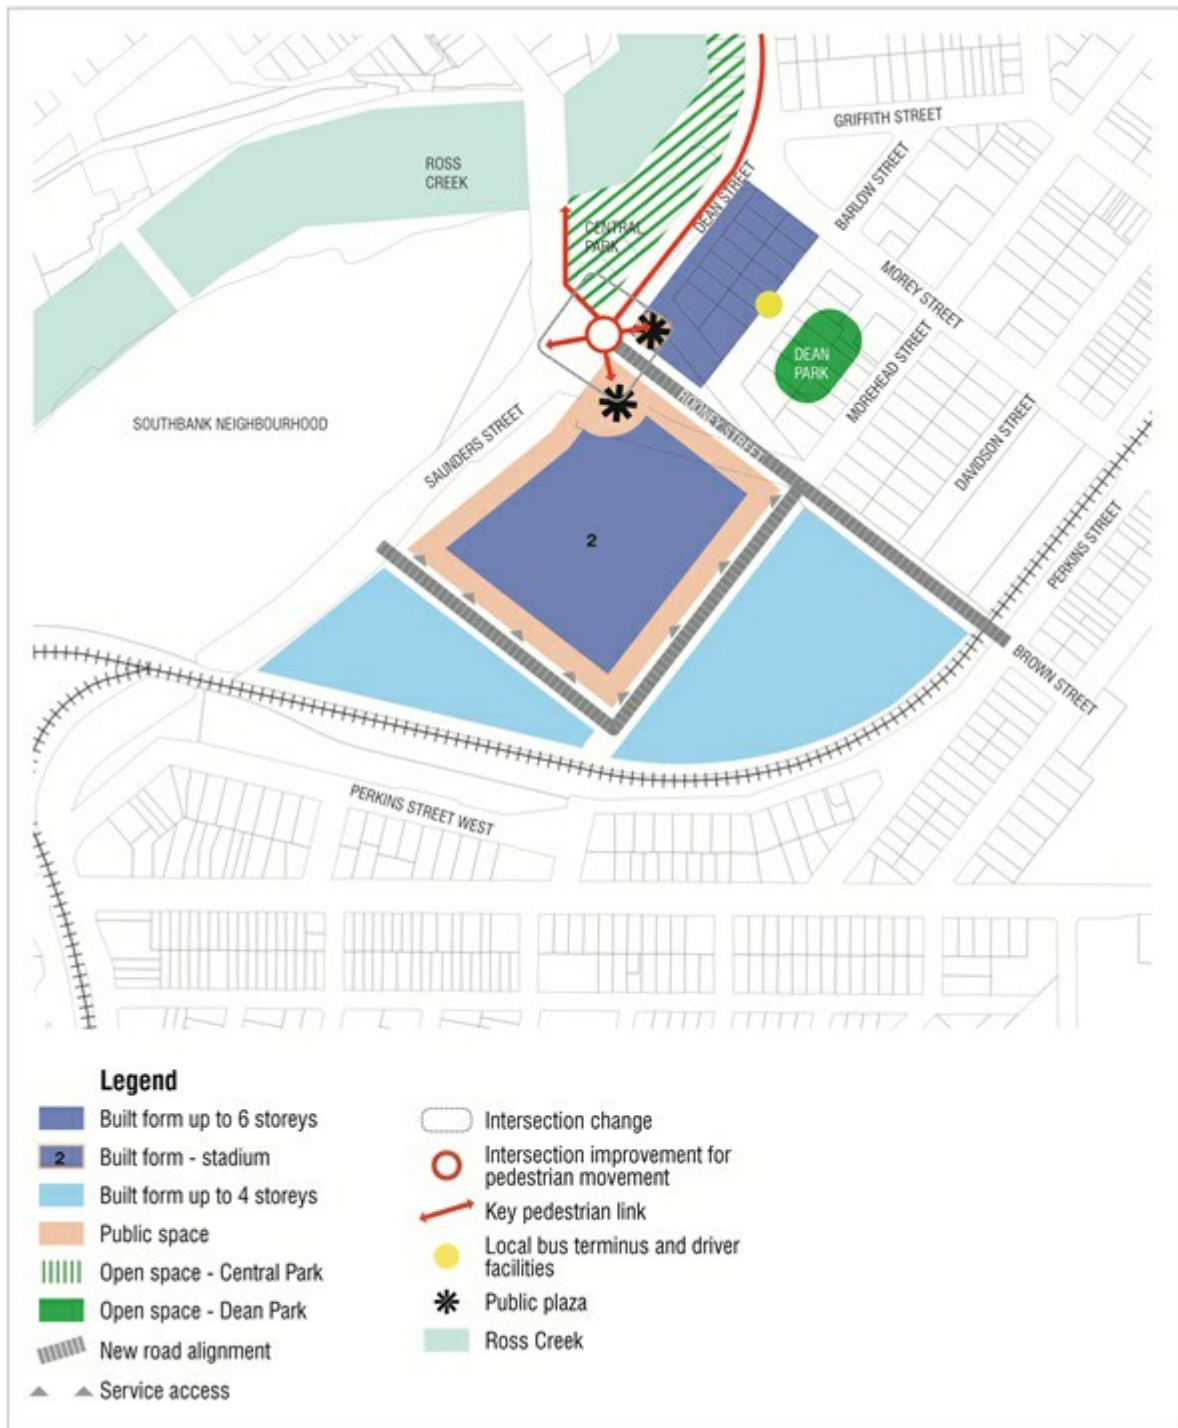 GRIFFITH STREET
ROSS
CREEK
BARLOW STREET
DEAN STREET
CENTRAL
PARK
MOREY STREET
DEAN
PARK
MOREHEAD STREET
ROONEY STREET
SOUTHBANK NEIGHBOURHOOD
SAUNDERS STREET
DAVIDSON STREET
PERKINS STREET
2
BROWN STREET
PERKINS STREET WEST
Legend
Built form up to 6 storeys
2 Built form - stadium
Built form up to 4 storeys
Public space
Open space - Central Park
Open space - Dean Park
New road alignment
Service access
Intersection change
Intersection improvement for
pedestrian movement
Key pedestrian link
Local bus terminus and driver
facilities
Public plaza
Ross Creek